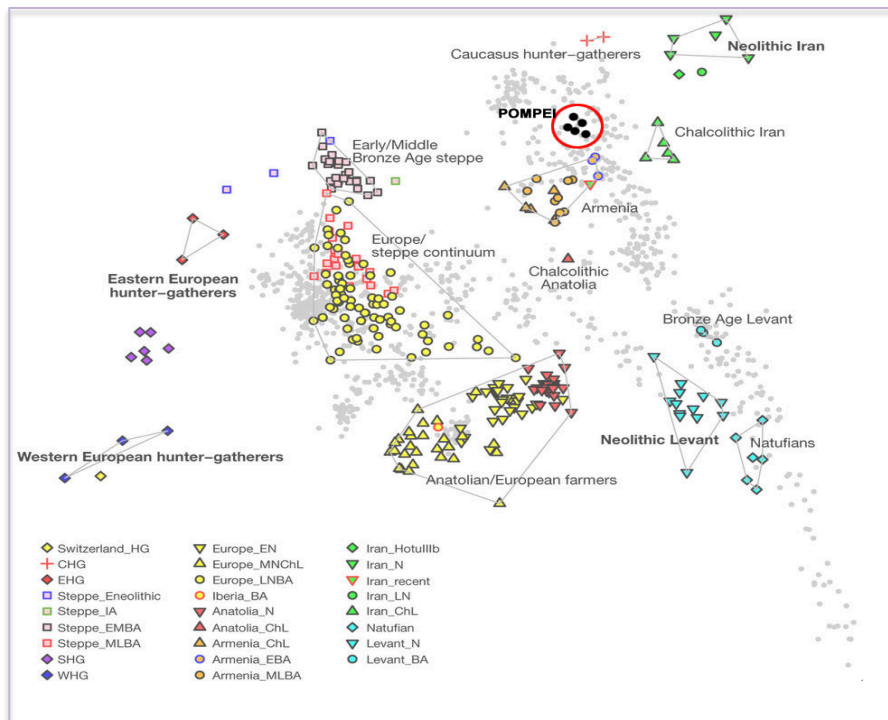 Caucasus hunter-gatherers
Neolithic Iran
POMPEI
Chalcolithic Iran
Early/Middle
Bronze Age steppe
Armenia
Europe/
steppe continuum
Eastern European
hunter-gatherers
Chalcolithic
Anatolia
Bronze Age Levant
Neolithic Levant
Natufians
Western European hunter-gatherers
Anatolian/European farmers
Switzerland_HG
CHG
EHG
Steppe_Eneolithic
Steppe_IA
Steppe_EMBA
Steppe_MLBA
SHG
WHG
Europe_EN
Europe_MNChL
Europe_LNBA
Iberia_BA
Anatolia_N
Anatolia_ChL
Armenia_ChL
Armenia_EBA
Armenia_MLBA
Iran_HotuIIIb
Iran_N
Iran_recent
Iran_LN
Iran_ChL
Natufian
Levant_N
Levant_BA